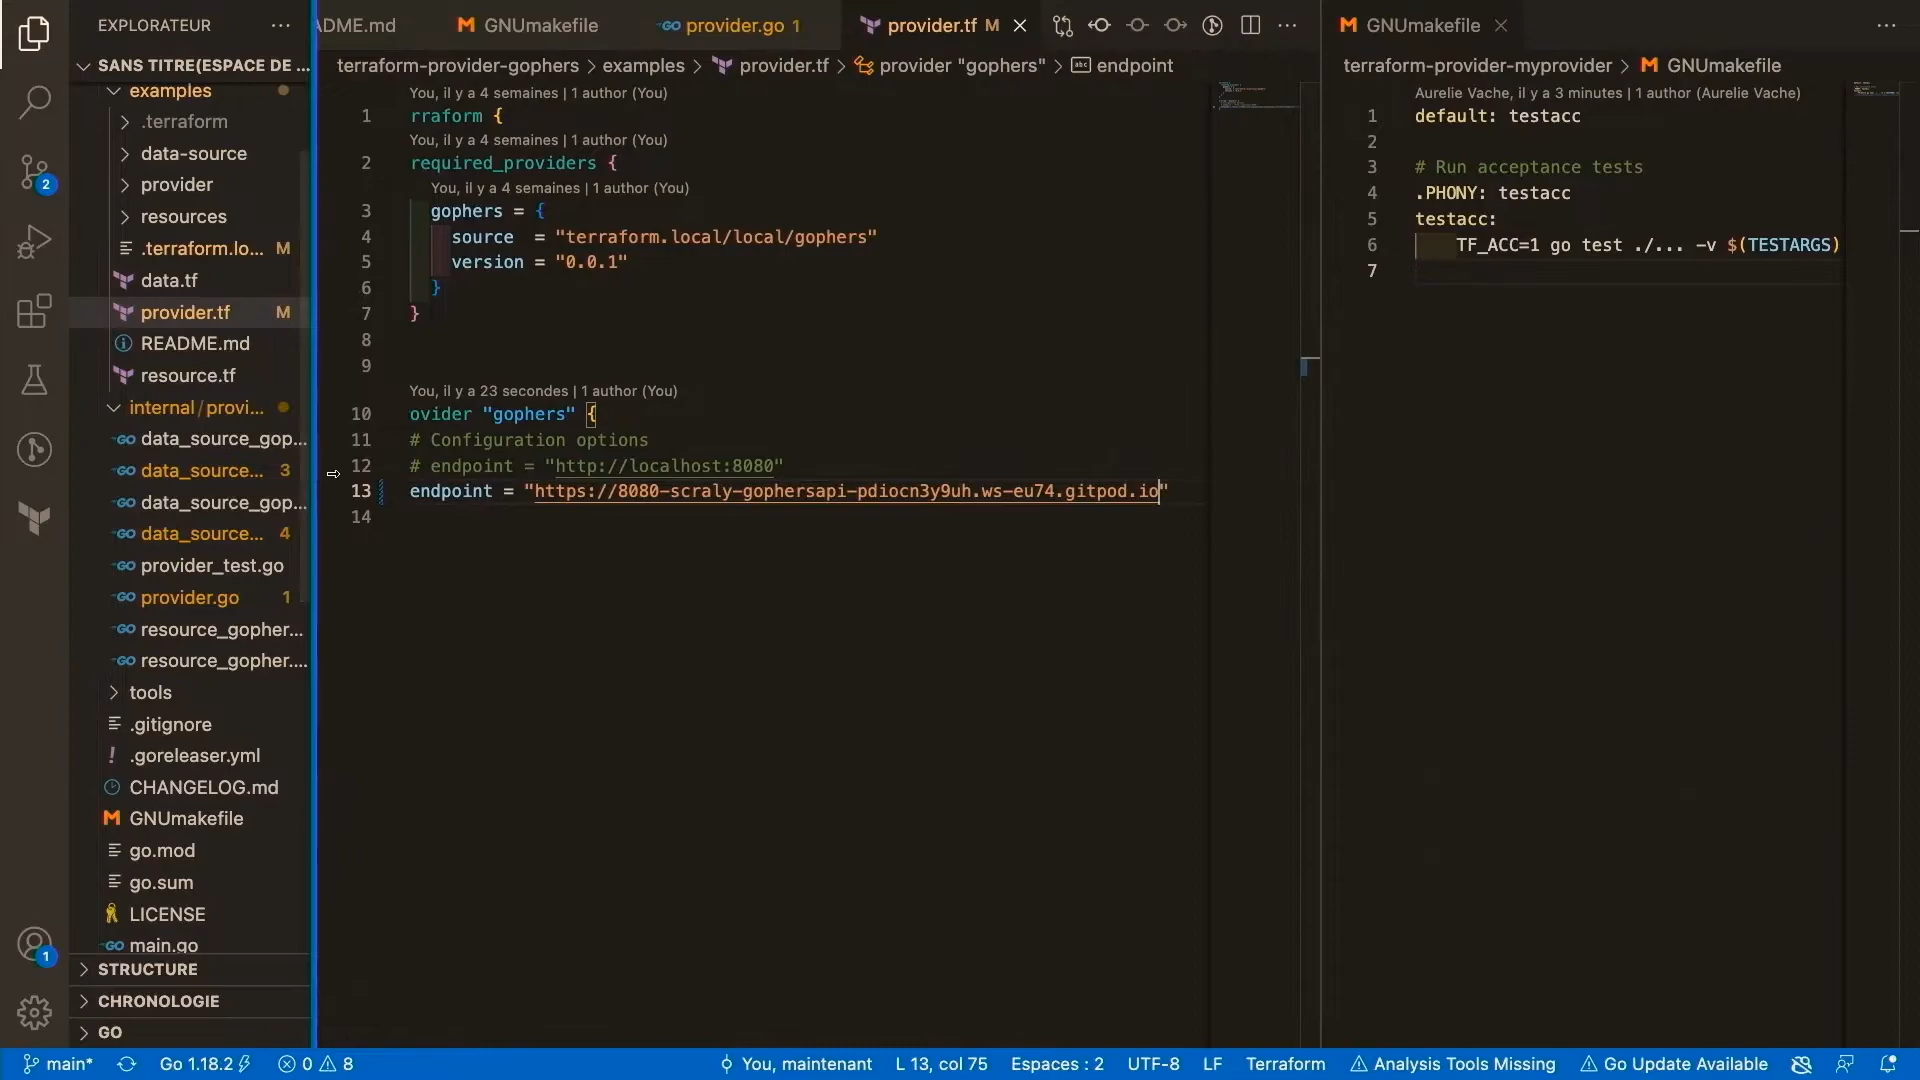 EXPLORATEUR
SANS TITRE(ESPACE DE ...
examples
.terraform
data-source
provider
resources
.terraform.lo... M
data.tf
provider.tf M
README.md
resource.tf
internal/provi...
data_source_gop...
data_source... 3
data_source_gop...
data_source... 4
provider_test.go
provider.go 1
resource_gopher...
resource_gopher....
tools
.gitignore
.goreleaser.yml
CHANGELOG.md
GNUmakefile
go.mod
go.sum
LICENSE
main.go
STRUCTURE
CHRONOLOGIE
GO
2
1
DME.md
GNUmakefile
provider.go 1
provider.tf M
terraform-provider-gophers > examples > provider.tf > provider "gophers" > endpoint
You, il y a 4 semaines | 1 author (You)
1 rraform {
You, il y a 4 semaines | 1 author (You)
2 required_providers {
You, il y a 4 semaines | 1 author (You)
3 gophers = {
4 source  = "terraform.local/local/gophers"
5 version = "0.0.1"
6 }
7 }
8
9
You, il y a 23 secondes | 1 author (You)
10 ovider "gophers" {
11 # Configuration options
12 # endpoint = "http://localhost:8080"
13 endpoint = "https://8080-scraly-gophersapi-pdiocn3y9uh.ws-eu74.gitpod.io"
14
GNUmakefile
terraform-provider-myprovider > GNUmakefile
Aurelie Vache, il y a 3 minutes | 1 author (Aurelie Vache)
1 default: testacc
2
3 # Run acceptance tests
4 .PHONY: testacc
5 testacc:
6 TF_ACC=1 go test ./... -v $(TESTARGS)
7
main* Go 1.18.2 0 8 You, maintenant L 13, col 75 Espaces : 2 UTF-8 LF Terraform Analysis Tools Missing Go Update Available